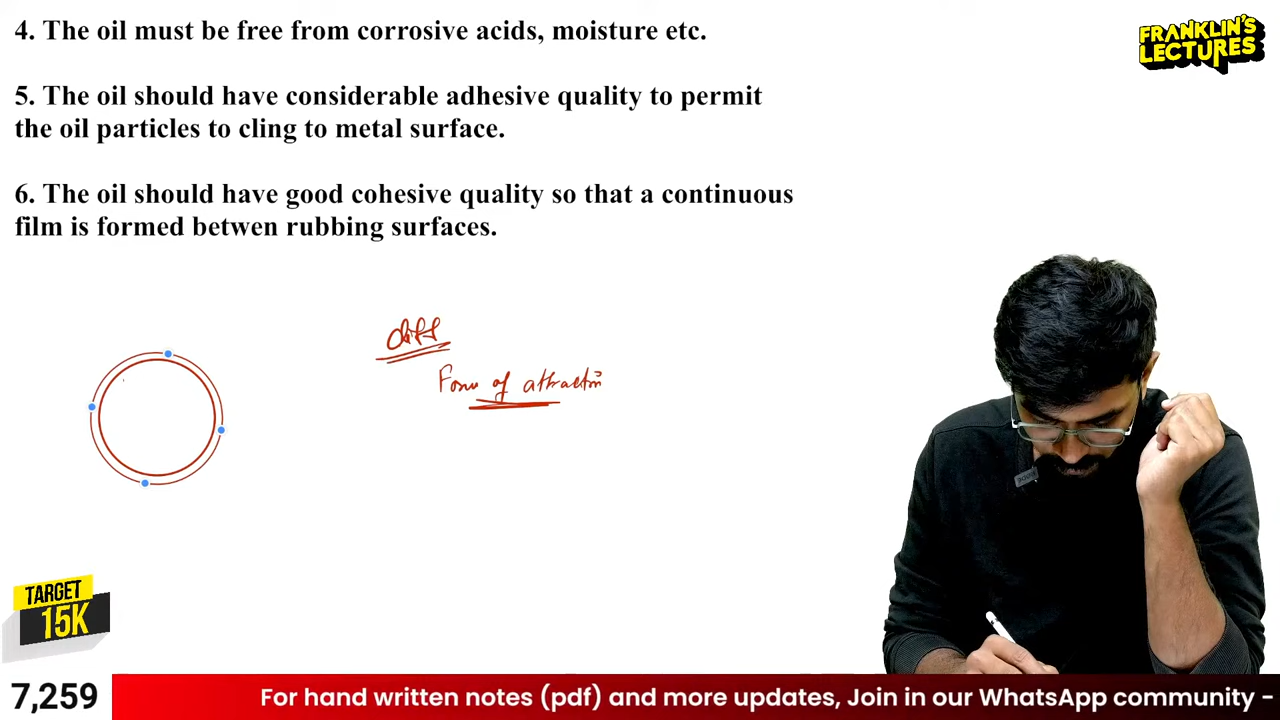 4. The oil must be free from corrosive acids, moisture etc.
FRANKLIN'S
LECTURES
5. The oil should have considerable adhesive quality to permit
the oil particles to cling to metal surface.
6. The oil should have good cohesive quality so that a continuous
film is formed betwen rubbing surfaces.
diff
of attraction
TARGET
15K
7,259
For hand written notes (pdf) and more updates, Join in our WhatsApp community -